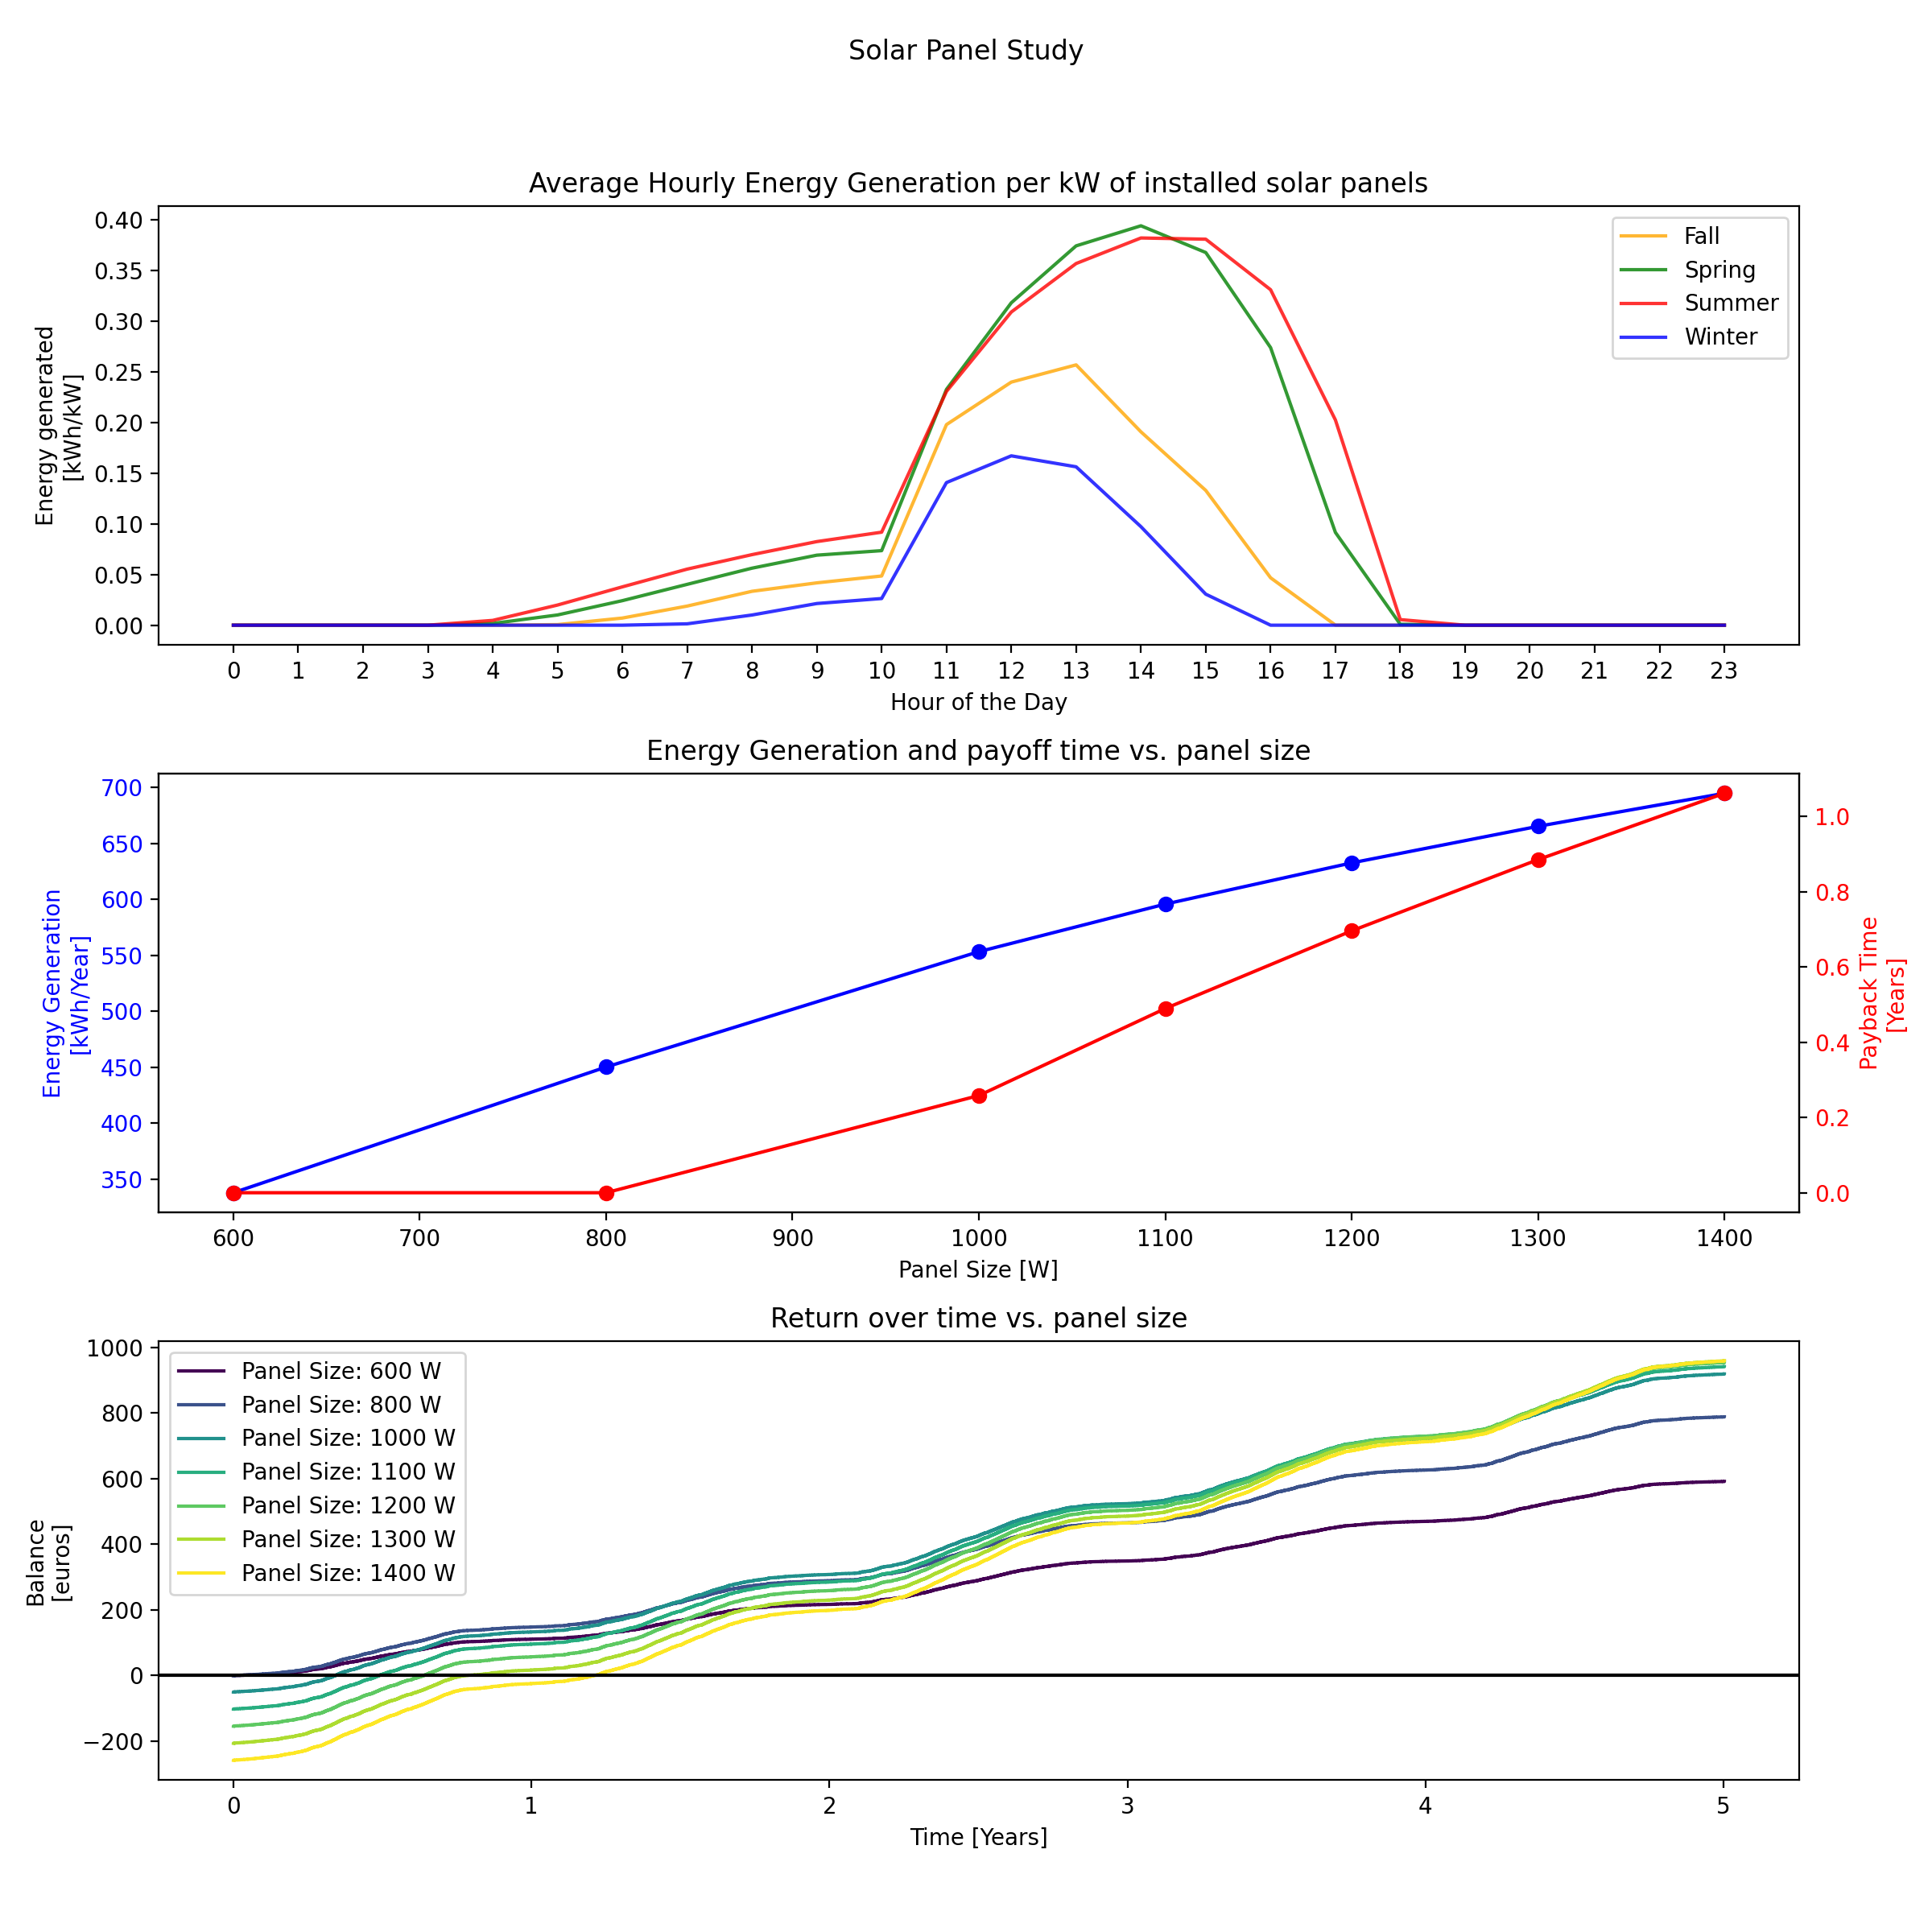 Solar Panel Study
Average Hourly Energy Generation per kW of installed solar panels
Energy generated
[kWh/kW]
0.40
0.35
0.30
0.25
0.20
0.15
0.10
0.05
0.00
Fall
Spring
Summer
Winter
0 1 2 3 4 5 6 7 8 9 10 11 12 13 14 15 16 17 18 19 20 21 22 23
Hour of the Day
Energy Generation and payoff time vs. panel size
Energy Generation
[kWh/Year]
700
650
600
550
500
450
400
350
1.0
0.8
0.6
0.4
0.2
0.0
Payback Time
[Years]
600 700 800 900 1000 1100 1200 1300 1400
Panel Size [W]
Return over time vs. panel size
Balance
[euros]
1000
800
600
400
200
0
−200
Panel Size: 600 W
Panel Size: 800 W
Panel Size: 1000 W
Panel Size: 1100 W
Panel Size: 1200 W
Panel Size: 1300 W
Panel Size: 1400 W
0 1 2 3 4 5
Time [Years]